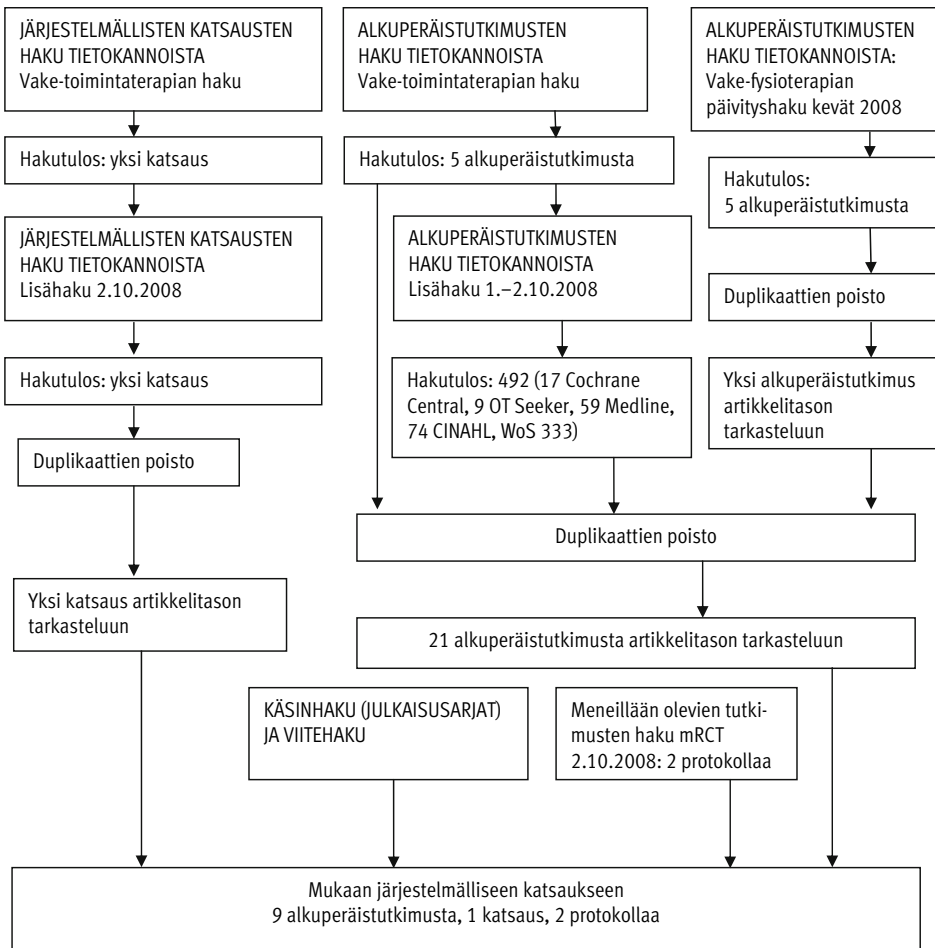 JÄRJESTELMÄLLISTEN KATSAUSTEN
HAKU TIETOKANNOISTA
Vake-toimintaterapian haku
Hakutulos: yksi katsaus
JÄRJESTELMÄLLISTEN KATSAUSTEN
HAKU TIETOKANNOISTA
Lisähaku 2.10.2008
Hakutulos: yksi katsaus
Duplikaattien poisto
Yksi katsaus artikkelitason
tarkasteluun
ALKUPERÄISTUTKIMUSTEN
HAKU TIETOKANNOISTA
Vake-toimintaterapian haku
Hakutulos: 5 alkuperäistutkimusta
ALKUPERÄISTUTKIMUSTEN
HAKU TIETOKANNOISTA
Lisähaku 1.–2.10.2008
Hakutulos: 492 (17 Cochrane
Central, 9 OT Seeker, 59 Medline,
74 CINAHL, WoS 333)
ALKUPERÄISTUTKIMUSTEN
HAKU TIETOKANNOISTA:
Vake-fysioterapian
päivityshaku kevät 2008
Hakutulos:
5 alkuperäistutkimusta
Duplikaattien poisto
Yksi alkuperäistutkimus
artikkelitason
tarkasteluun
Duplikaattien poisto
21 alkuperäistutkimusta artikkelitason tarkasteluun
KÄSINHAKU (JULKAISUSARJAT)
JA VIITEHAKU
Meneillään olevien tutki-
musten haku mRCT
2.10.2008: 2 protokollaa
Mukaan järjestelmälliseen katsaukseen
9 alkuperäistutkimusta, 1 katsaus, 2 protokollaa